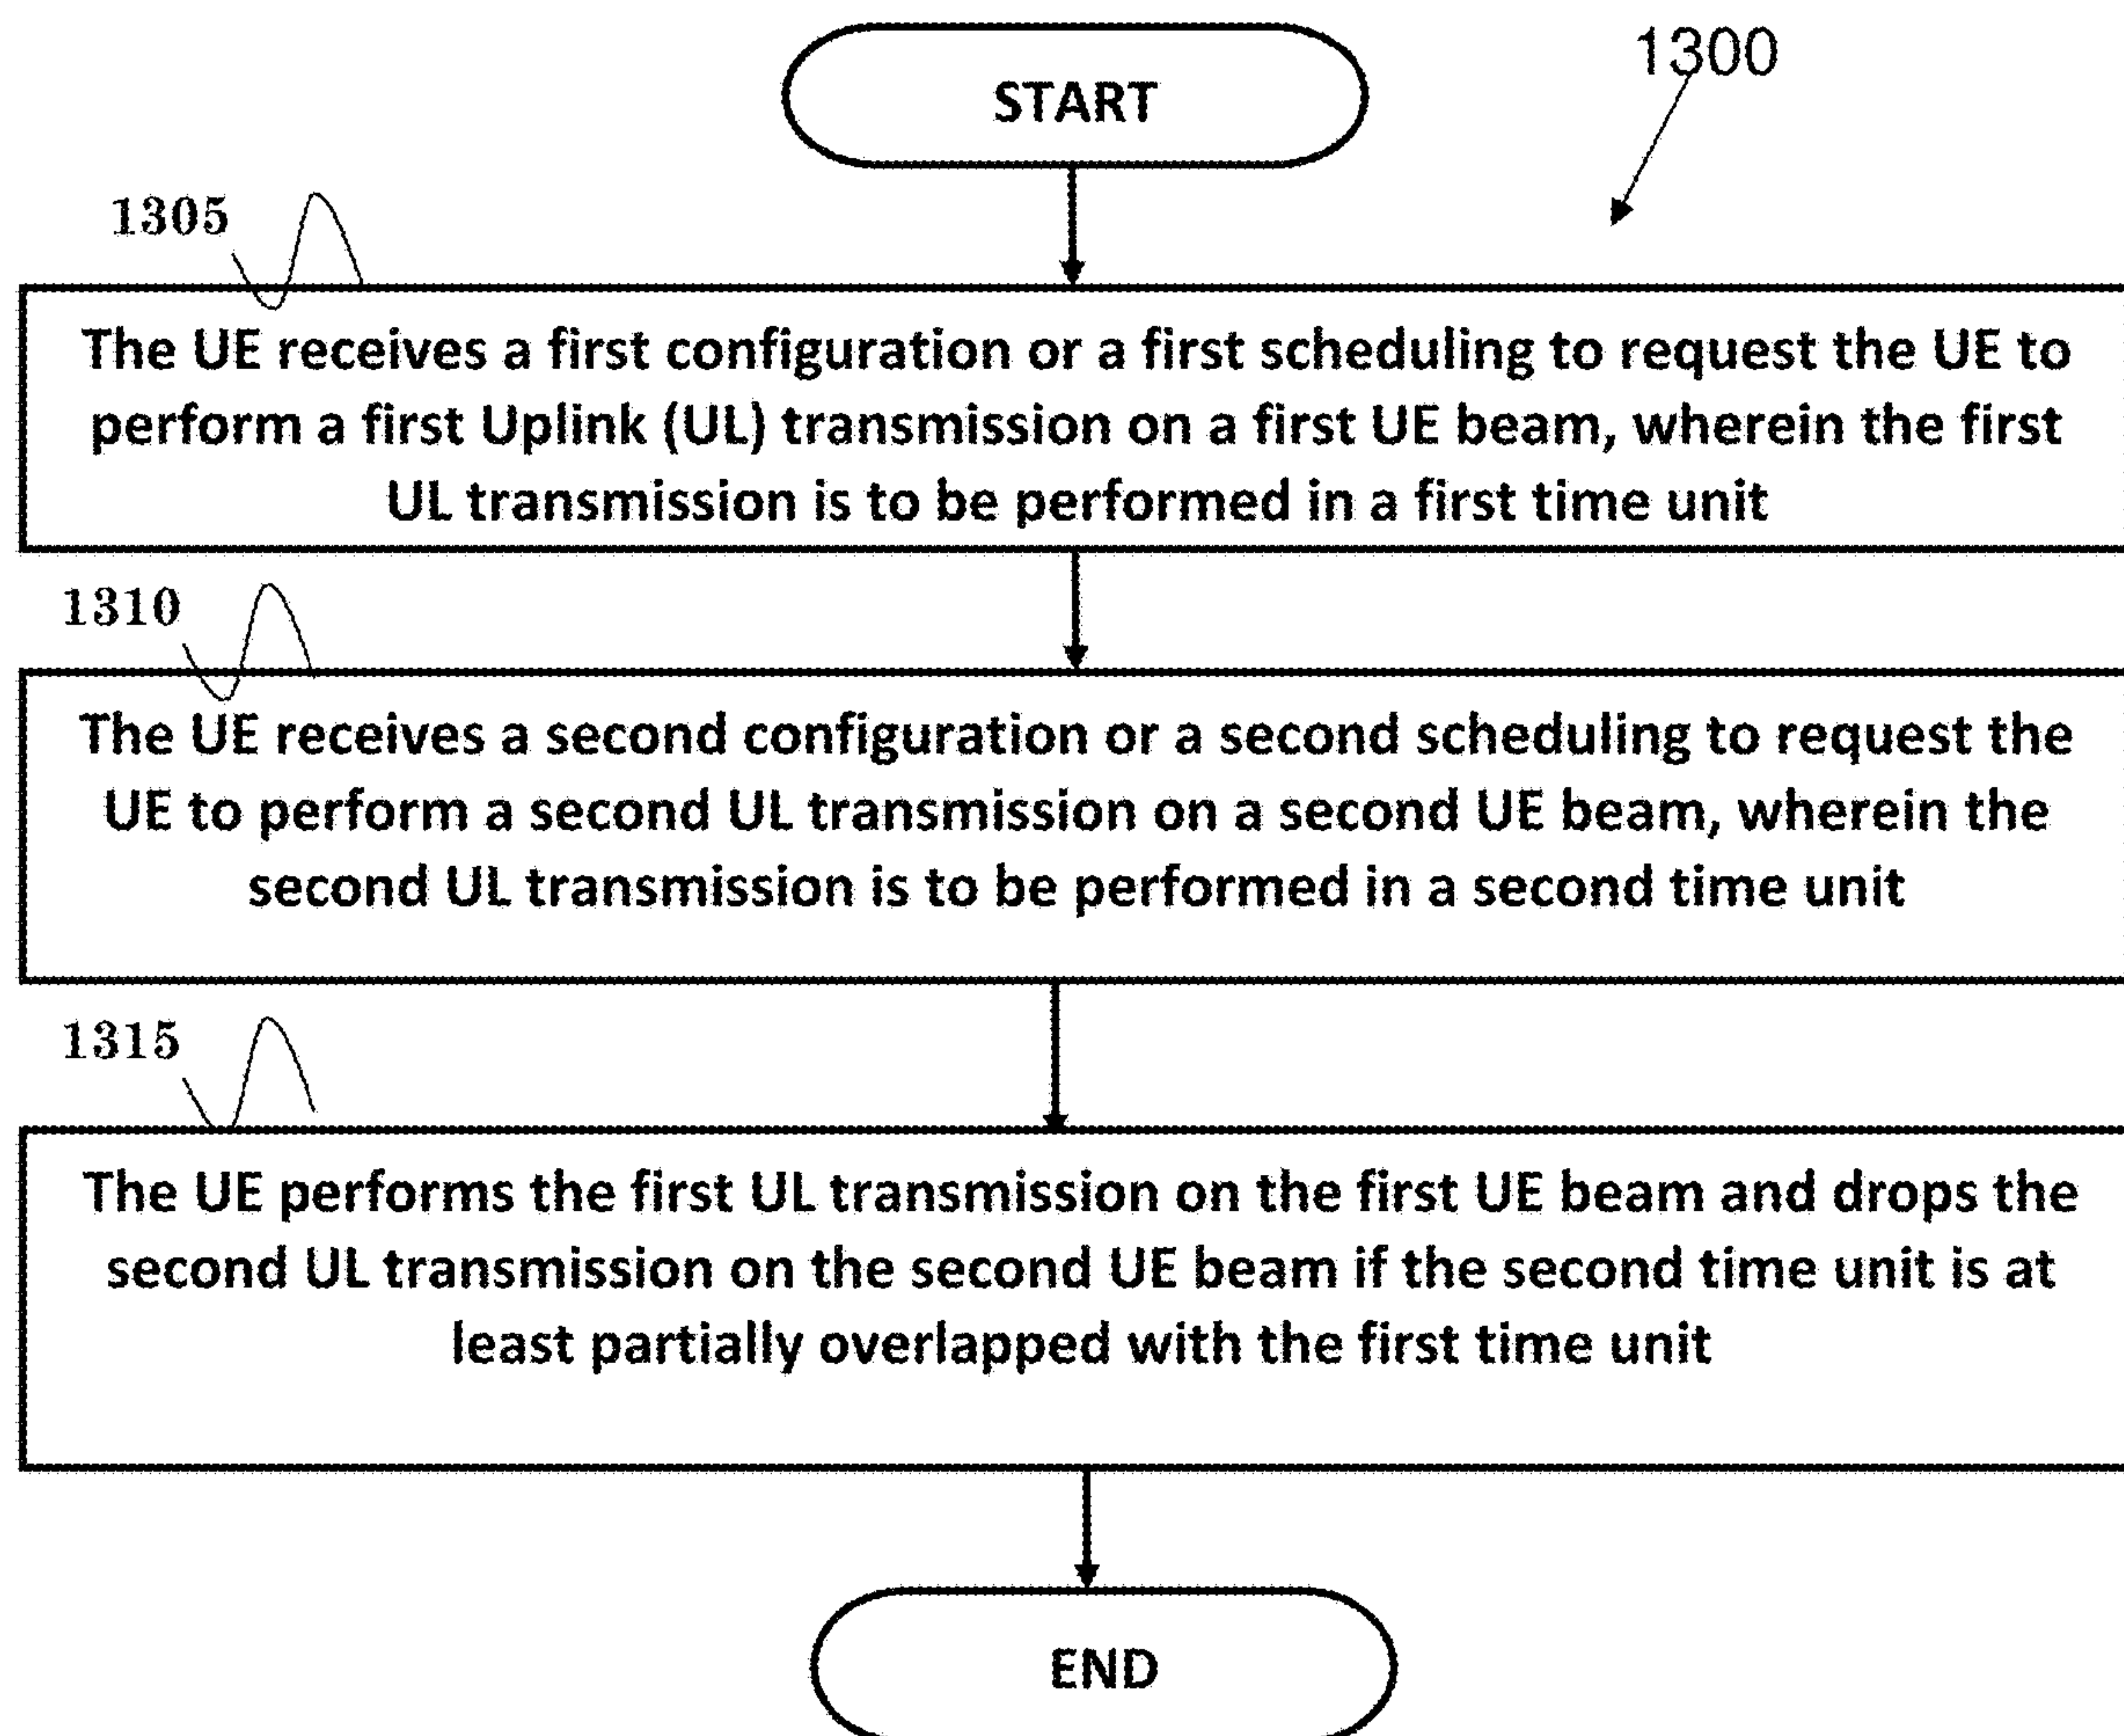 START
1300
1305
The UE receives a first configuration or a first scheduling to request the UE to
perform a first Uplink (UL) transmission on a first UE beam, wherein the first
UL transmission is to be performed in a first time unit
1310
The UE receives a second configuration or a second scheduling to request the
UE to perform a second UL transmission on a second UE beam, wherein the
second UL transmission is to be performed in a second time unit
1315
The UE performs the first UL transmission on the first UE beam and drops the
second UL transmission on the second UE beam if the second time unit is at
least partially overlapped with the first time unit
END